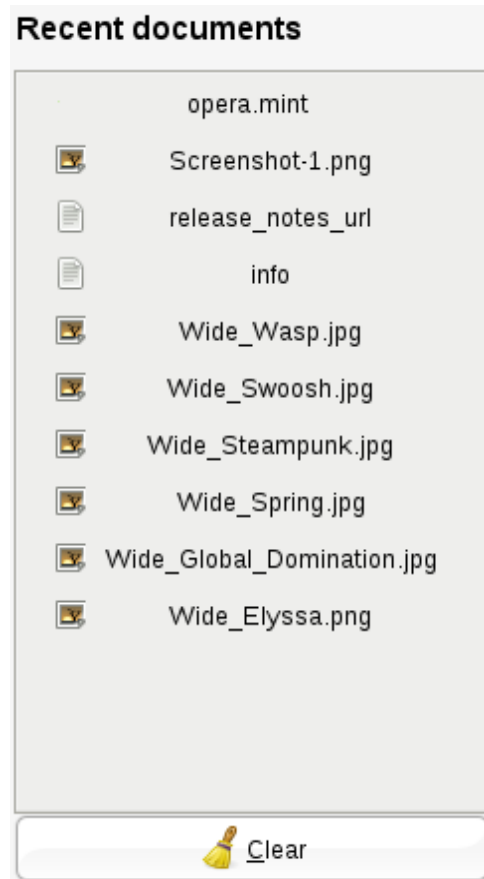 Recent documents
opera.mint
Screenshot-1.png
release_notes_url
info
Wide_Wasp.jpg
Wide_Swoosh.jpg
Wide_Steampunk.jpg
Wide_Spring.jpg
Wide_Global_Domination.jpg
Wide_Elyssa.png
Clear